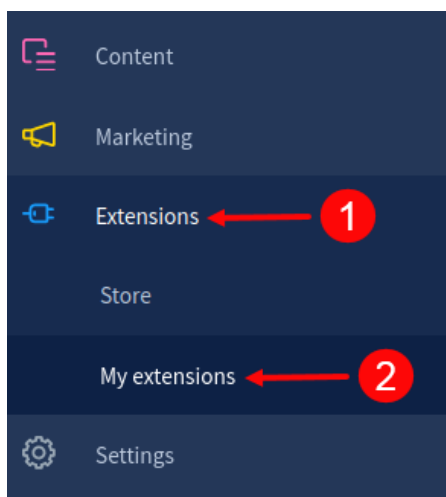 Content
Marketing
Extensions 1
Store
My extensions 2
Settings